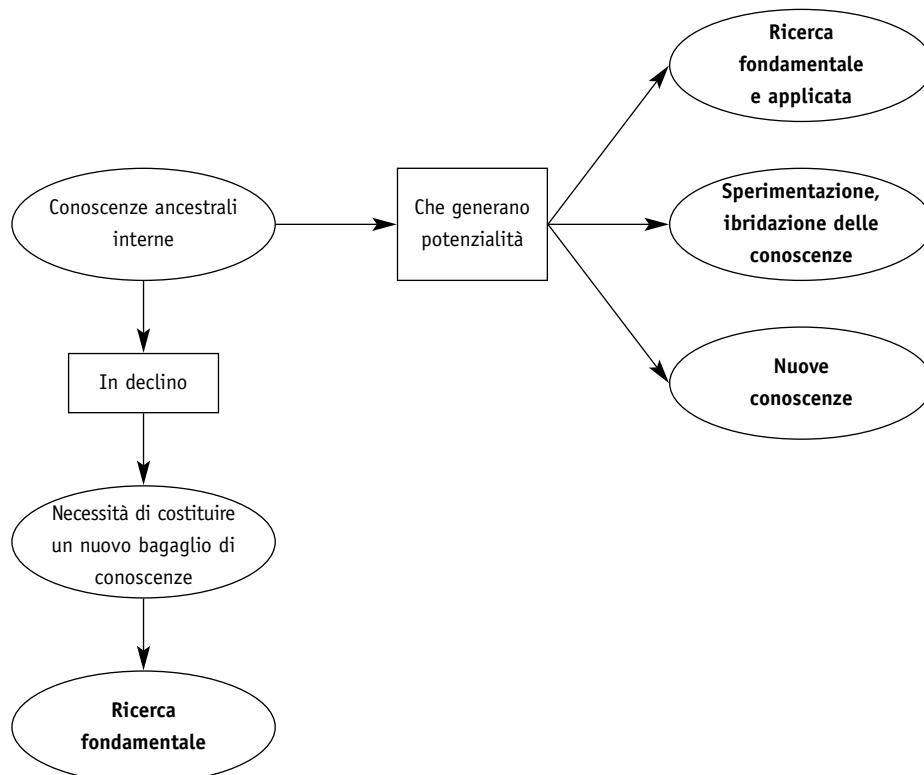 Ricerca
fondamentale
e applicata
Conoscenze ancestrali
interne
Che generano
potenzialità
Sperimentazione,
ibridazione delle
conoscenze
In declino
Nuove
conoscenze
Necessità di costituire
un nuovo bagaglio di
conoscenze
Ricerca
fondamentale